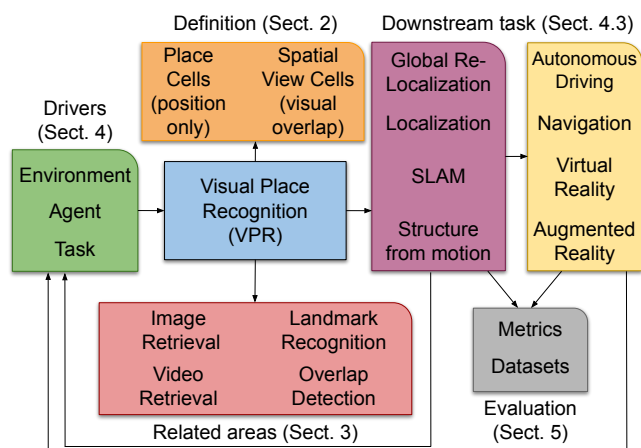 Definition (Sect. 2)
Place
Cells
(position
only)
Spatial
View Cells
(visual
overlap)
Downstream task (Sect. 4.3)
Global Re-
Localization
Localization
SLAM
Structure
from motion
Autonomous
Driving
Navigation
Virtual
Reality
Augmented
Reality
Drivers
(Sect. 4)
Environment
Agent
Task
Visual Place
Recognition
(VPR)
Image
Retrieval
Landmark
Recognition
Video
Retrieval
Overlap
Detection
Related areas (Sect. 3)
Metrics
Datasets
Evaluation
(Sect. 5)